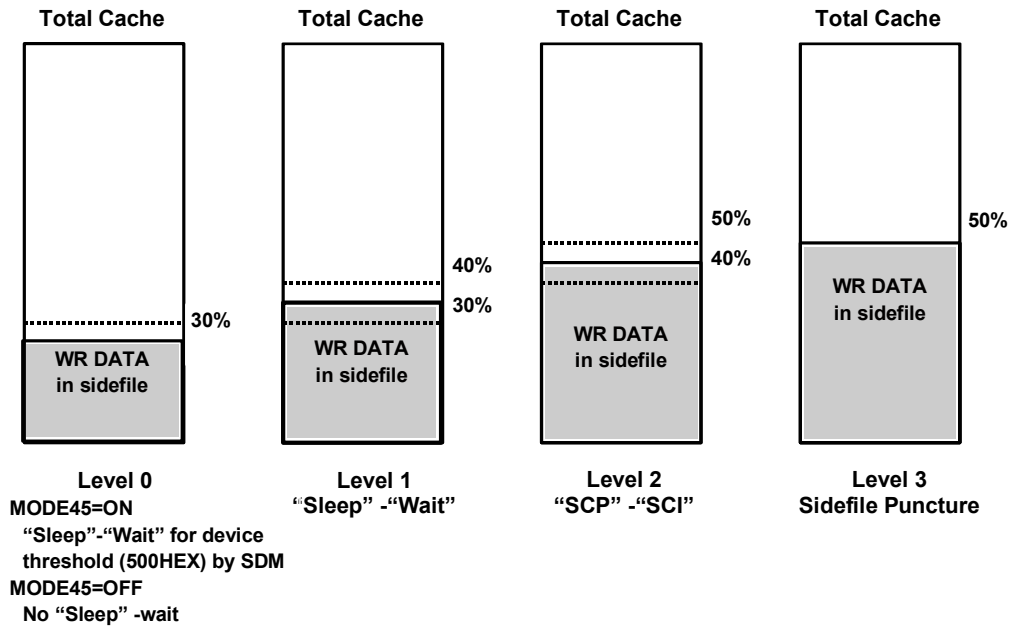 Total Cache
30%
WR DATA
in sidefile
Level 0
MODE45=ON
“Sleep”-“Wait” for device
threshold (500HEX) by SDM
MODE45=OFF
No “Sleep” -wait
Total Cache
40%
30%
WR DATA
in sidefile
Level 1
“Sleep” -“Wait”
Total Cache
50%
40%
WR DATA
in sidefile
Level 2
“SCP” -“SCI”
Total Cache
50%
WR DATA
in sidefile
Level 3
Sidefile Puncture